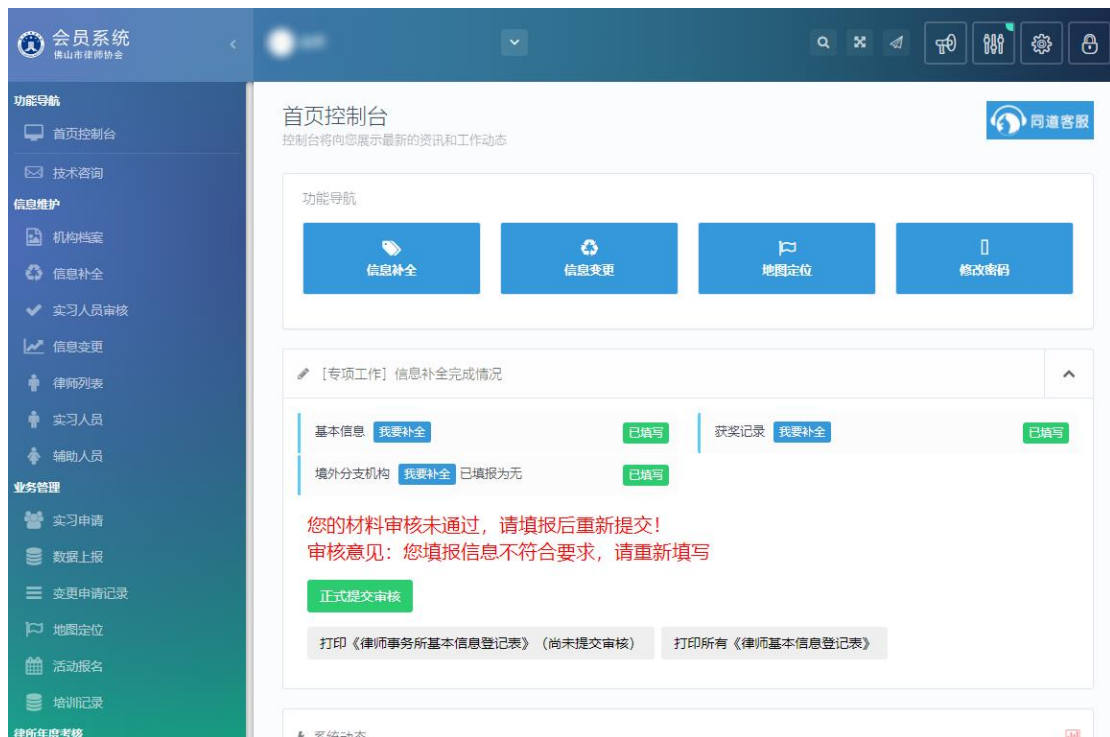 会员系统
佛山市律师协会
功能导航
首页控制台
技术咨询
信息维护
机构档案
信息补全
实习人员审核
信息变更
律师列表
实习人员
辅助人员
业务管理
实习申请
数据上报
变更申请记录
地图定位
活动报名
培训记录
律所年度考核
首页控制台
控制台将向您展示最新的资讯和工作动态
同道客服
功能导航
信息补全
信息变更
地图定位
修改密码
[专项工作] 信息补全完成情况
基本信息 我要补全 已填写
获奖记录 我要补全 已填写
境外分支机构 我要补全 已填报为无 已填写
您的材料审核未通过，请填报后重新提交！
审核意见：您填报信息不符合要求，请重新填写
正式提交审核
打印《律师事务所基本信息登记表》（尚未提交审核）
打印所有《律师基本信息登记表》
系统动态